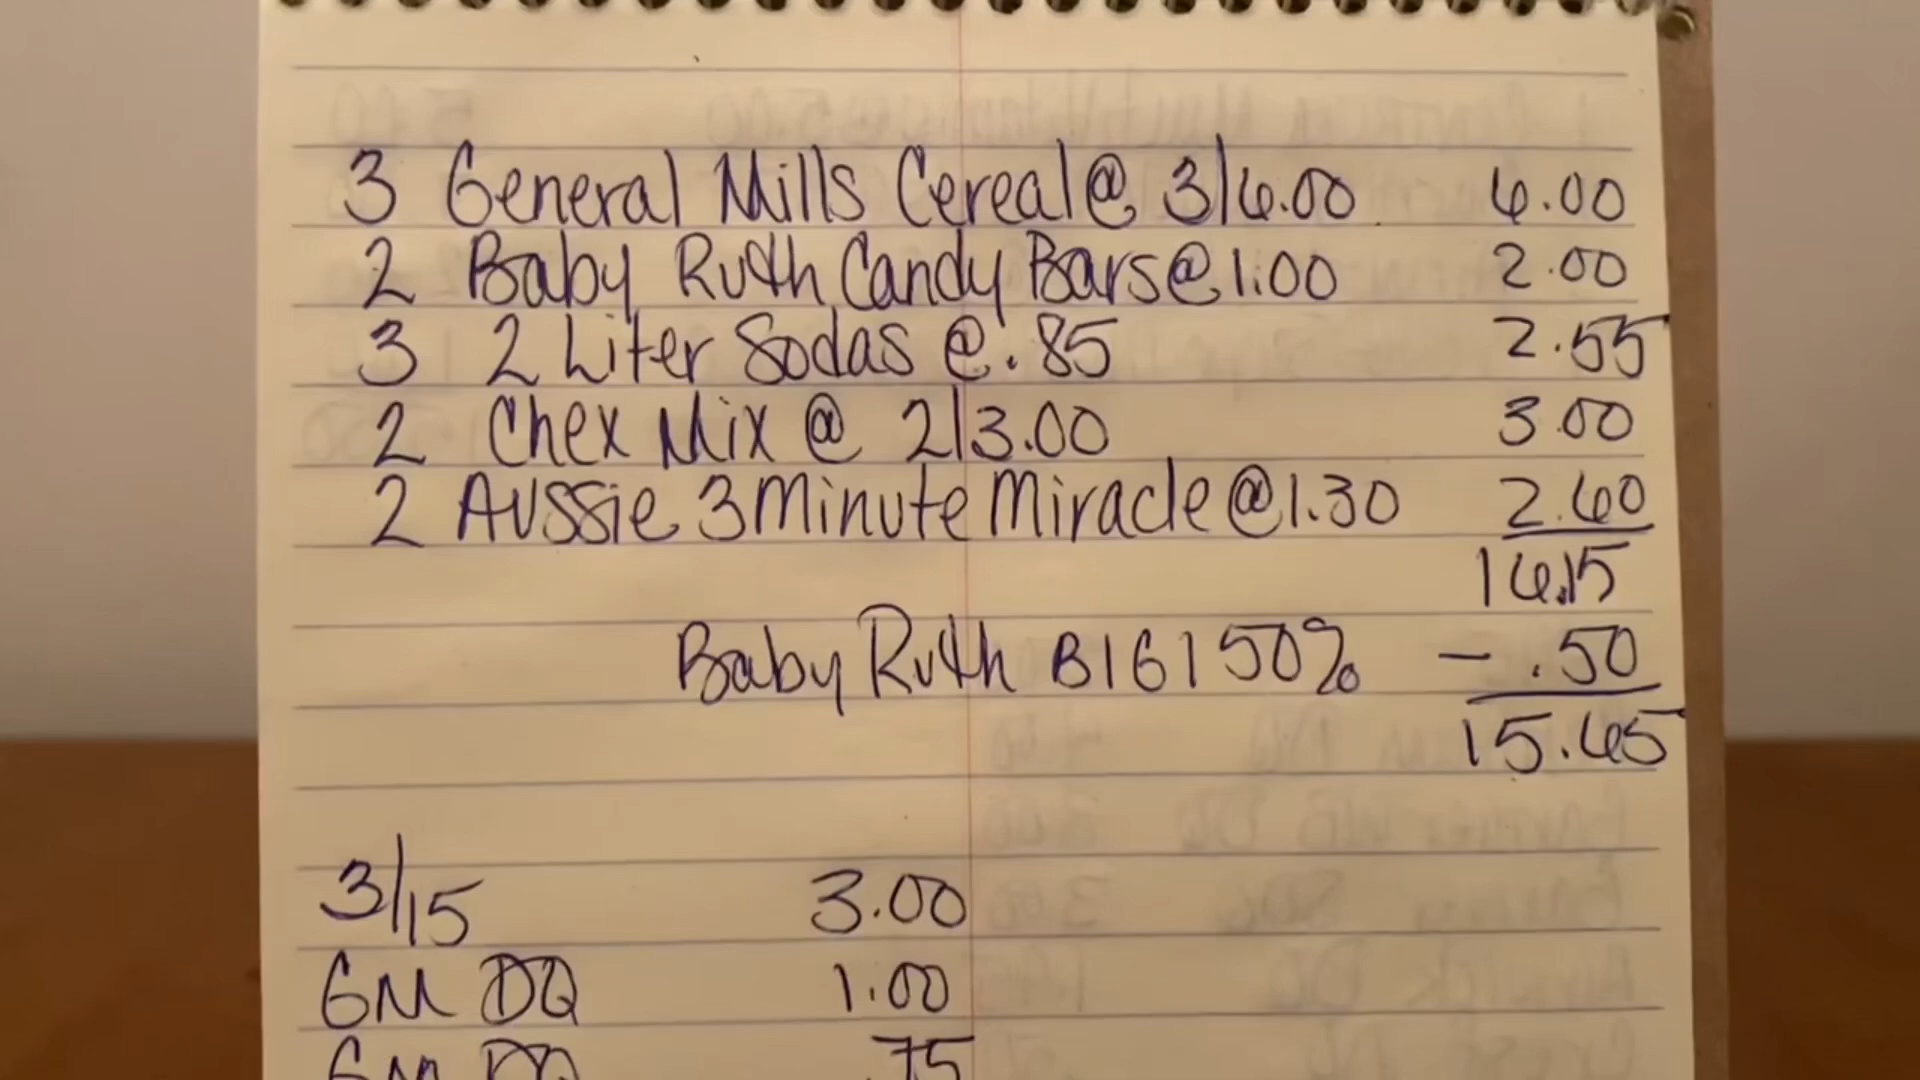 3 General Mills Cereal @ 3/6.00 6.00
2 Baby Ruth Candy Bars @ 1.00 2.00
3 2 Liter Sodas @ .85 2.55
2 Chex Mix @ 2/3.00 3.00
2 Aussie 3 Minute Miracle @ 1.30 2.60
16.15
Baby Ruth B1G1 50% - .50
15.65
3/15 3.00
GM DQ 1.00
GM DQ .75